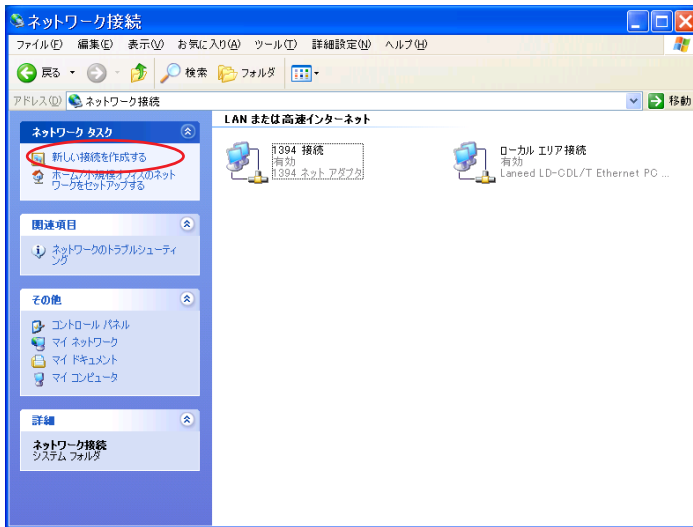 ネットワーク接続
ファイル(F) 編集(E) 表示(V) お気に入り(A) ツール(T) 詳細設定(N) ヘルプ(H)
戻る 検索 フォルダ
アドレス(D) ネットワーク接続 移動
ネットワーク タスク
新しい接続を作成する
ホーム/小規模オフィスのネット
ワークをセットアップする
関連項目
ネットワークのトラブルシューティ
ング
その他
コントロール パネル
マイ ネットワーク
マイ ドキュメント
マイ コンピュータ
詳細
ネットワーク接続
システム フォルダ
LAN または高速インターネット
1394 接続
有効
1394 ネット アダプタ
ローカル エリア接続
有効
Laneed LD-CDL/T Ethernet PC ...